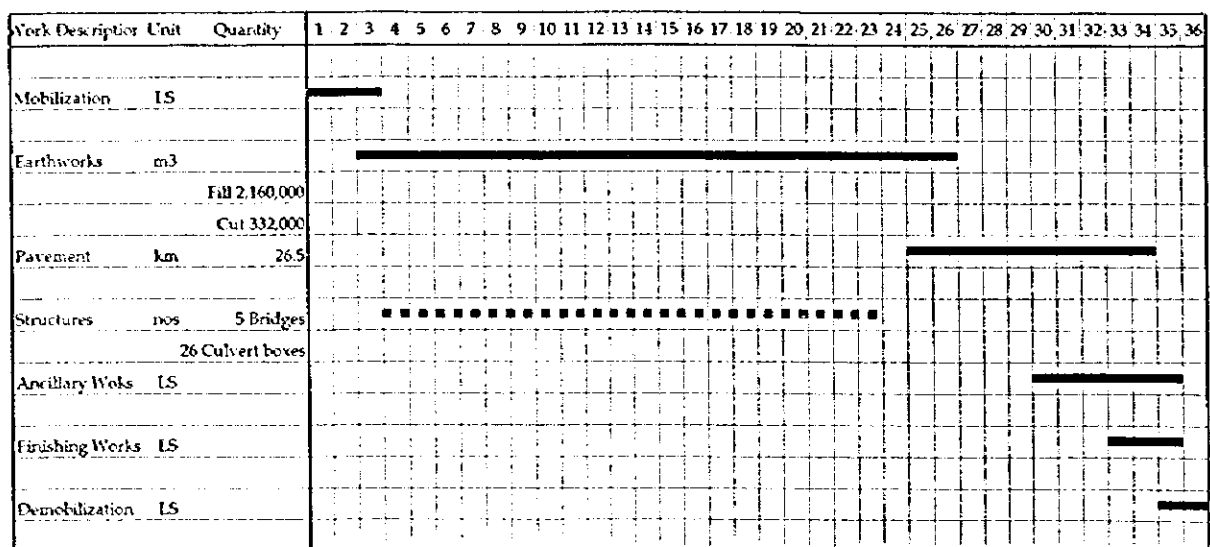 Work Description Unit Quantity 1 2 3 4 5 6 7 8 9 10 11 12 13 14 15 16 17 18 19 20 21 22 23 24 25 26 27 28 29 30 31 32 33 34 35 36
Mobilization LS
Earthworks m3
Fill 2,160,000
Cut 332,000
Pavement km 26.5
Structures nos 5 Bridges
26 Culvert boxes
Ancillary Woks LS
Finishing Works LS
Demobilization LS